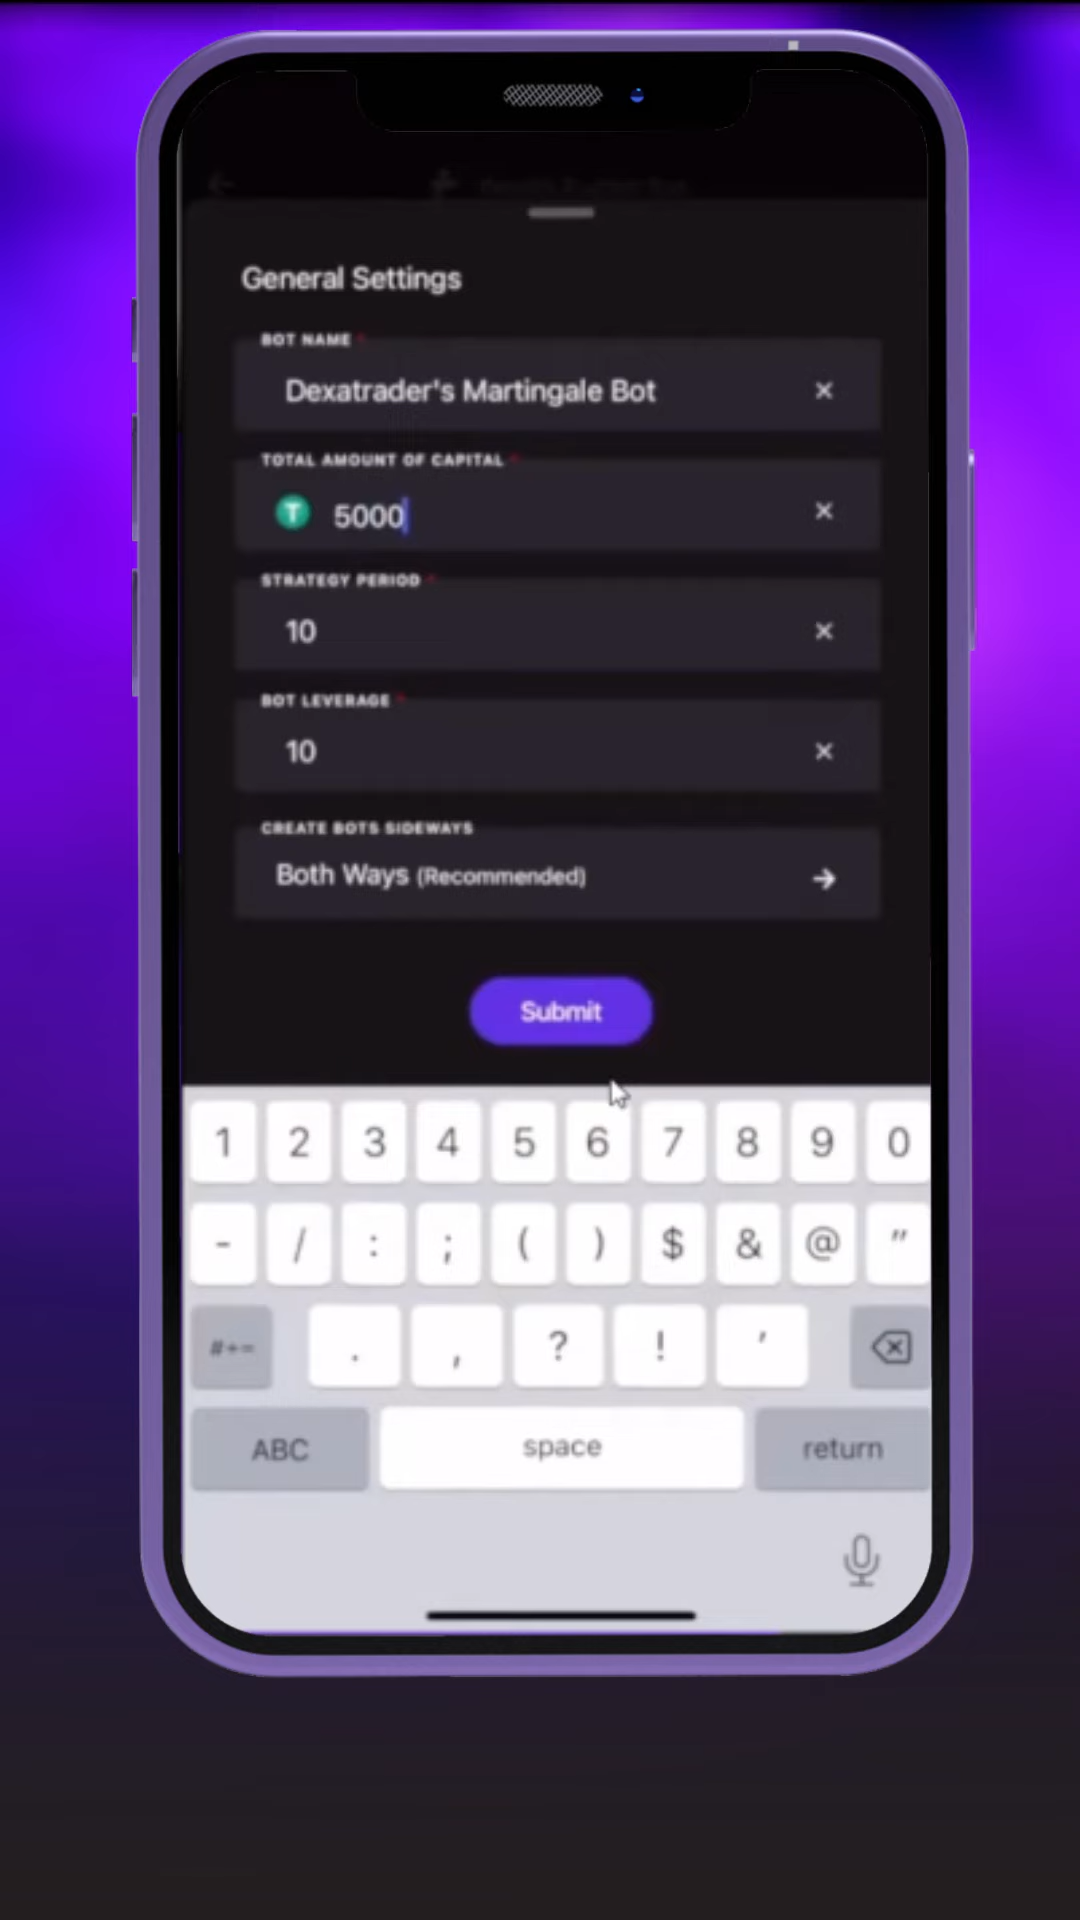 General Settings
BOT NAME *
Dexatrader's Martingale Bot
TOTAL AMOUNT OF CAPITAL *
T 5000
STRATEGY PERIOD *
10
BOT LEVERAGE *
10
CREATE BOTS SIDEWAYS
Both Ways (Recommended)
Submit
1 2 3 4 5 6 7 8 9 0
- / : ; ( ) $ & @ "
#+= . , ? ! '
ABC space return